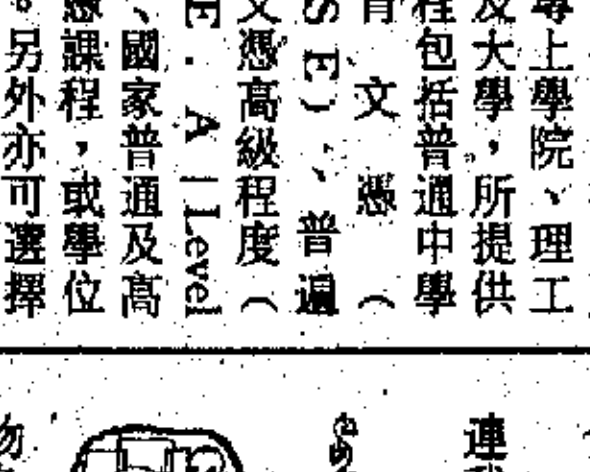 上學院、理工
及大學，所提供
程包括普通中學
文憑（
SE）、普通
文憑高級程度（
E. A-Level
、國家普通及高
憑課程，或學位
。另外亦可選擇
連
物